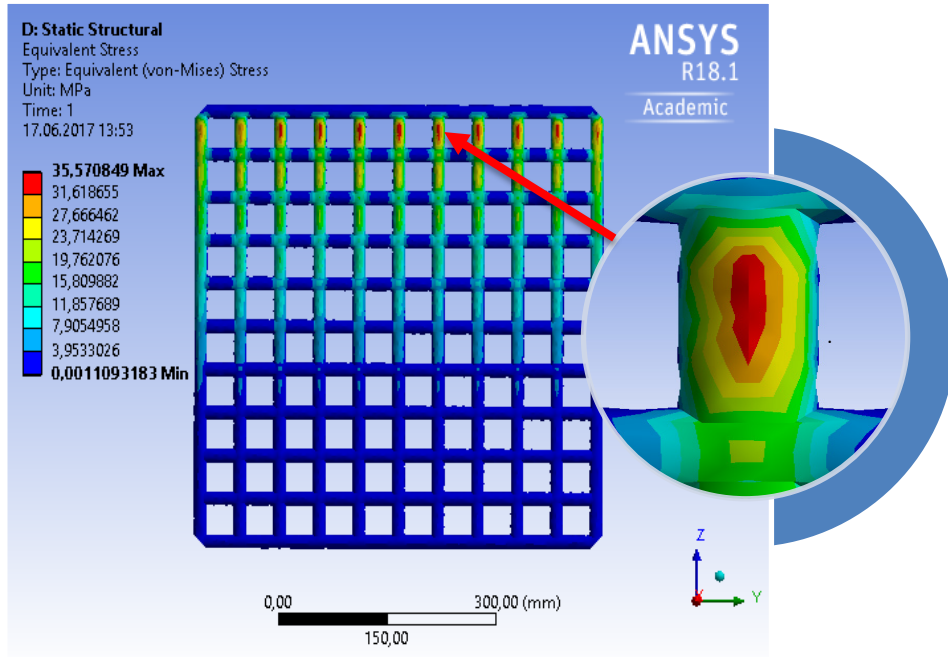 D: Static Structural
Equivalent Stress
Type: Equivalent (von-Mises) Stress
Unit: MPa
Time: 1
17.06.2017 13:53
ANSYS
R18.1
Academic
35,570849 Max
31,618655
27,666462
23,714269
19,762076
15,809882
11,857689
7,9054958
3,9533026
0,0011093183 Min
0,00
300,00 (mm)
150,00
Z
Y
X